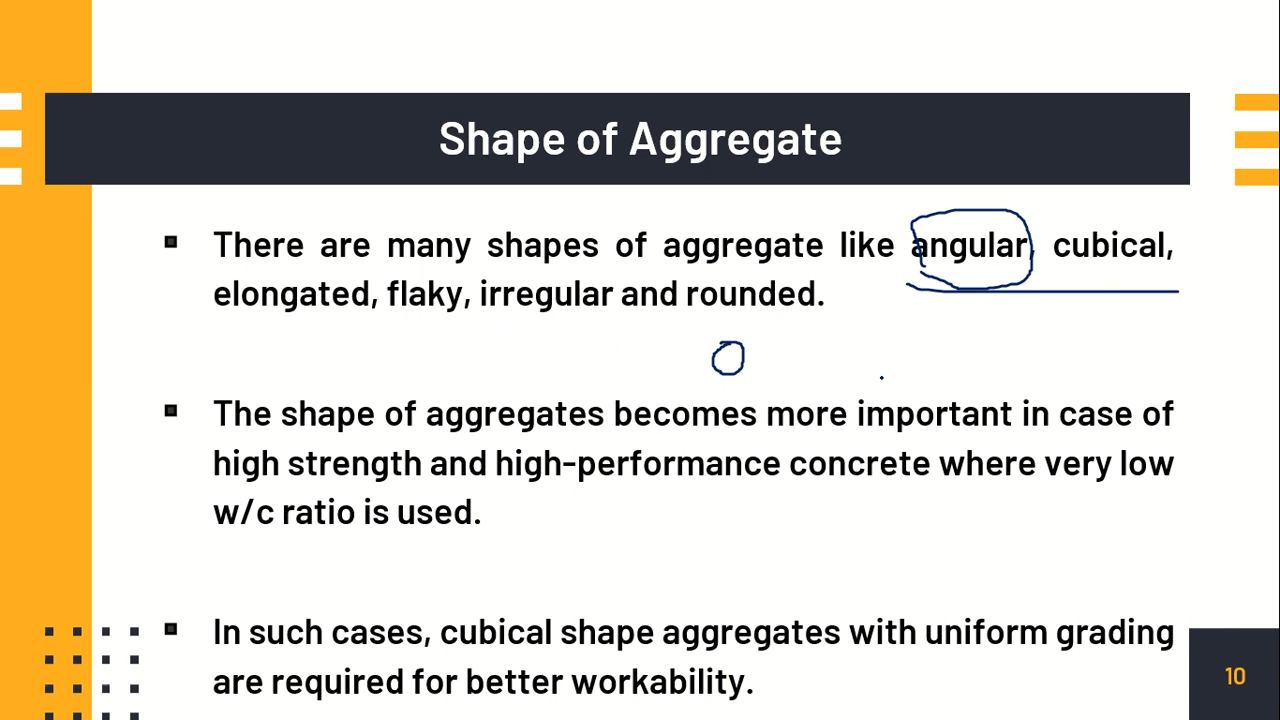 Shape of Aggregate
There are many shapes of aggregate like angular, cubical,
elongated, flaky, irregular and rounded.
The shape of aggregates becomes more important in case of
high strength and high-performance concrete where very low
w/c ratio is used.
In such cases, cubical shape aggregates with uniform grading
are required for better workability.
10